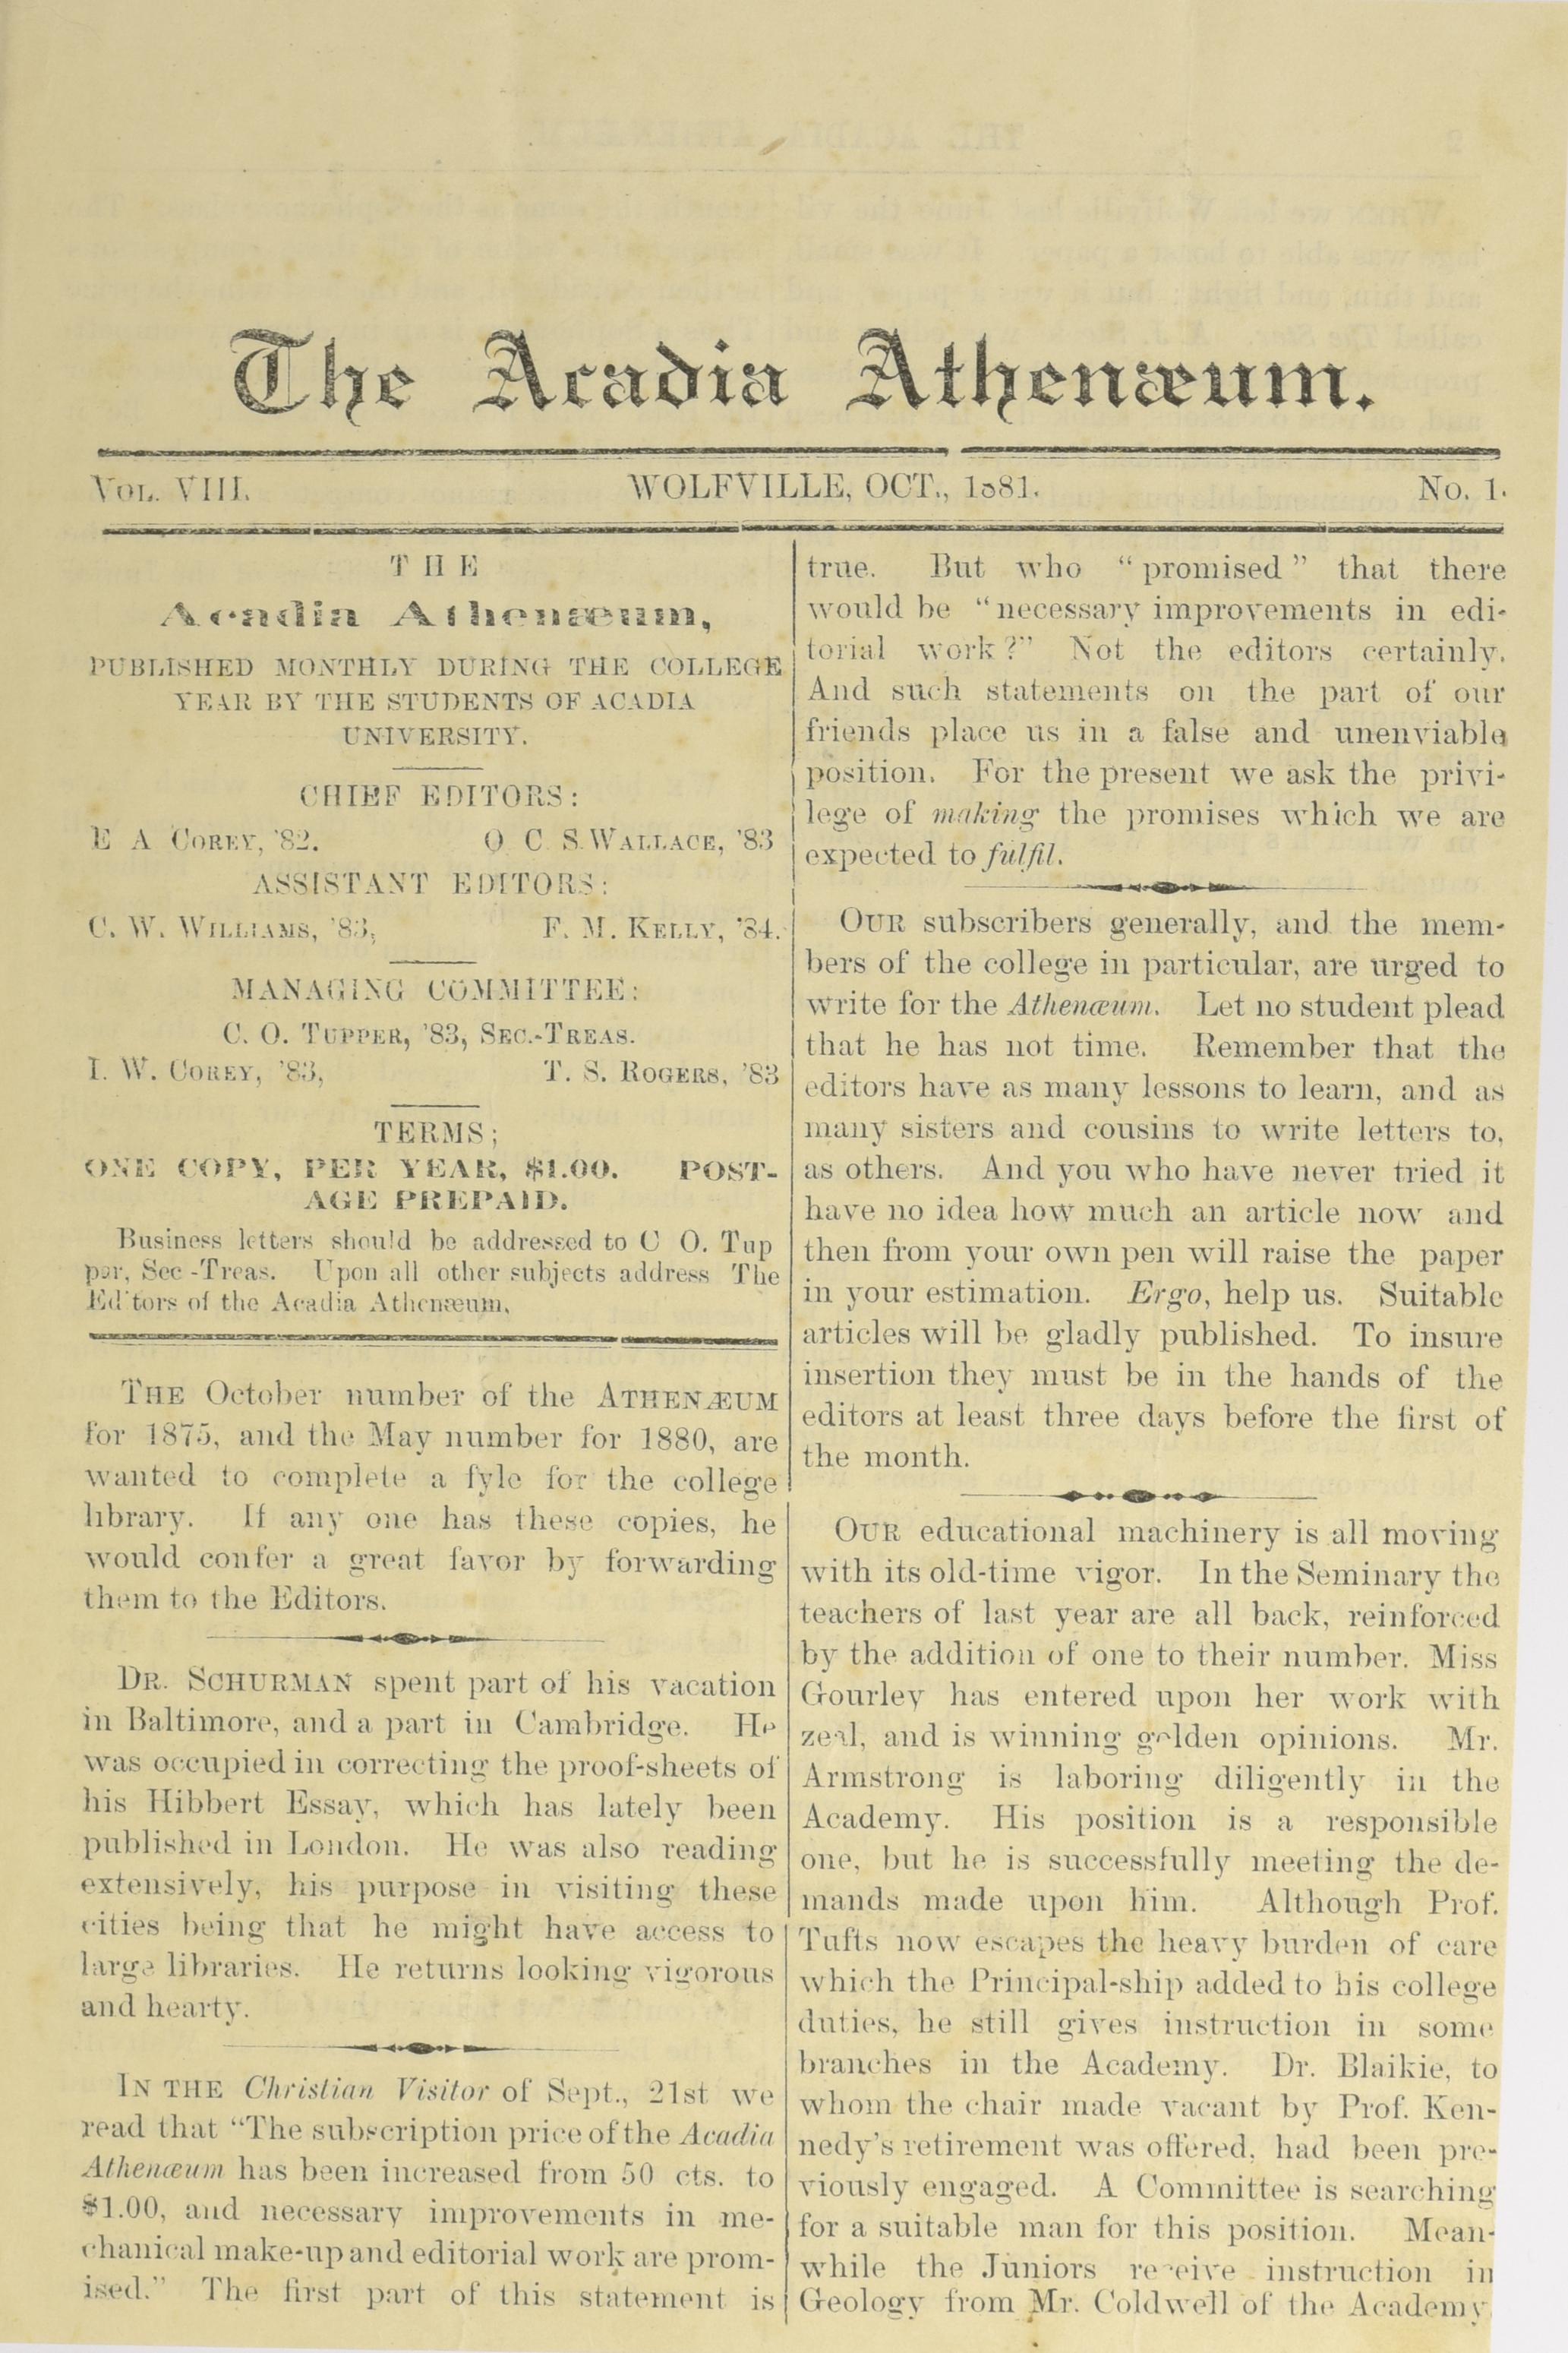 The Acadia Athenæum.
VOL. VIII. WOLFVILLE, OCT., 1881. No. 1.
THE
Acadia Athenæum,
PUBLISHED MONTHLY DURING THE COLLEGE
YEAR BY THE STUDENTS OF ACADIA
UNIVERSITY.
CHIEF EDITORS:
E A COREY, '82. O C S. WALLACE, '83
ASSISTANT EDITORS:
C. W. WILLIAMS, '83, F. M. KELLY, '84.
MANAGING COMMITTEE:
C. O. TUPPER, '83, SEC.-TREAS.
I. W. COREY, '83, T. S. ROGERS, '83
TERMS;
ONE COPY, PER YEAR, $1.00. POST-
AGE PREPAID.
Business letters should be addressed to C O. Tup
per, Sec -Treas. Upon all other subjects address The
Editors of the Acadia Athenæum.
THE October number of the ATHENÆUM
for 1875, and the May number for 1880, are
wanted to complete a fyle for the college
library. If any one has these copies, he
would confer a great favor by forwarding
them to the Editors.
DR. SCHURMAN spent part of his vacation
in Baltimore, and a part in Cambridge. He
was occupied in correcting the proof-sheets of
his Hibbert Essay, which has lately been
published in London. He was also reading
extensively, his purpose in visiting these
cities being that he might have access to
large libraries. He returns looking vigorous
and hearty.
IN THE Christian Visitor of Sept., 21st we
read that "The subscription price of the Acadia
Athenæum has been increased from 50 cts. to
$1.00, and necessary improvements in me-
chanical make-up and editorial work are prom-
ised." The first part of this statement is
true. But who "promised" that there
would be "necessary improvements in edi-
torial work?" Not the editors certainly.
And such statements on the part of our
friends place us in a false and unenviable
position. For the present we ask the privi-
lege of making the promises which we are
expected to fulfil.
OUR subscribers generally, and the mem-
bers of the college in particular, are urged to
write for the Athenæum. Let no student plead
that he has not time. Remember that the
editors have as many lessons to learn, and as
many sisters and cousins to write letters to,
as others. And you who have never tried it
have no idea how much an article now and
then from your own pen will raise the paper
in your estimation. Ergo, help us. Suitable
articles will be gladly published. To insure
insertion they must be in the hands of the
editors at least three days before the first of
the month.
OUR educational machinery is all moving
with its old-time vigor. In the Seminary the
teachers of last year are all back, reinforced
by the addition of one to their number. Miss
Gourley has entered upon her work with
zeal, and is winning golden opinions. Mr.
Armstrong is laboring diligently in the
Academy. His position is a responsible
one, but he is successfully meeting the de-
mands made upon him. Although Prof.
Tufts now escapes the heavy burden of care
which the Principal-ship added to his college
duties, he still gives instruction in some
branches in the Academy. Dr. Blaikie, to
whom the chair made vacant by Prof. Ken-
nedy's retirement was offered, had been pre-
viously engaged. A Committee is searching
for a suitable man for this position. Mean-
while the Juniors receive instruction in
Geology from Mr. Coldwell of the Academy